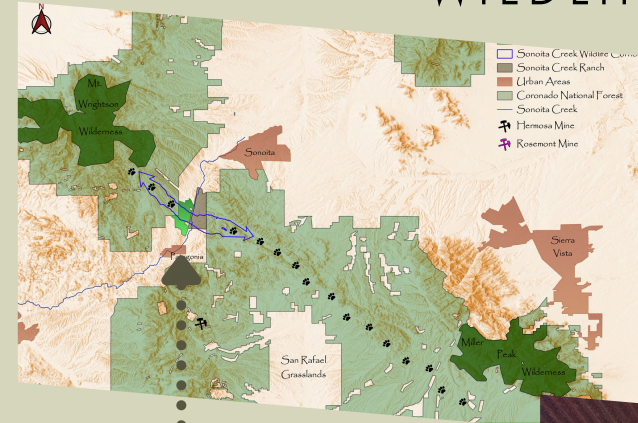 N
Sonoita Creek Wildlife
Sonoita Creek Ranch
Urban Areas
Coronado National Forest
Sonoita Creek
Hermosa Mine
Rosemont Mine
Mt.
Wrightson
Wilderness
Sonoita
Sierra
Vista
San Rafael
Grasslands
Miller
Peak
Wilderness